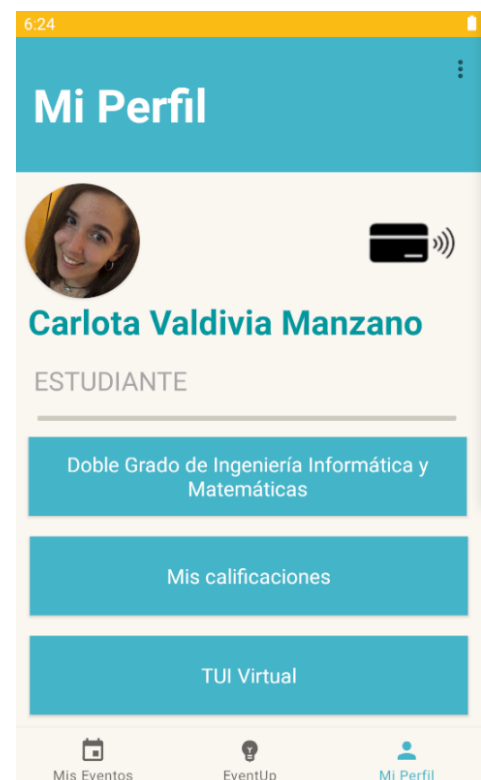 6:24
Mi Perfil
Carlota Valdivia Manzano
ESTUDIANTE
Doble Grado de Ingeniería Informática y
Matemáticas
Mis calificaciones
TUI Virtual
Mis Eventos
EventUp
Mi Perfil